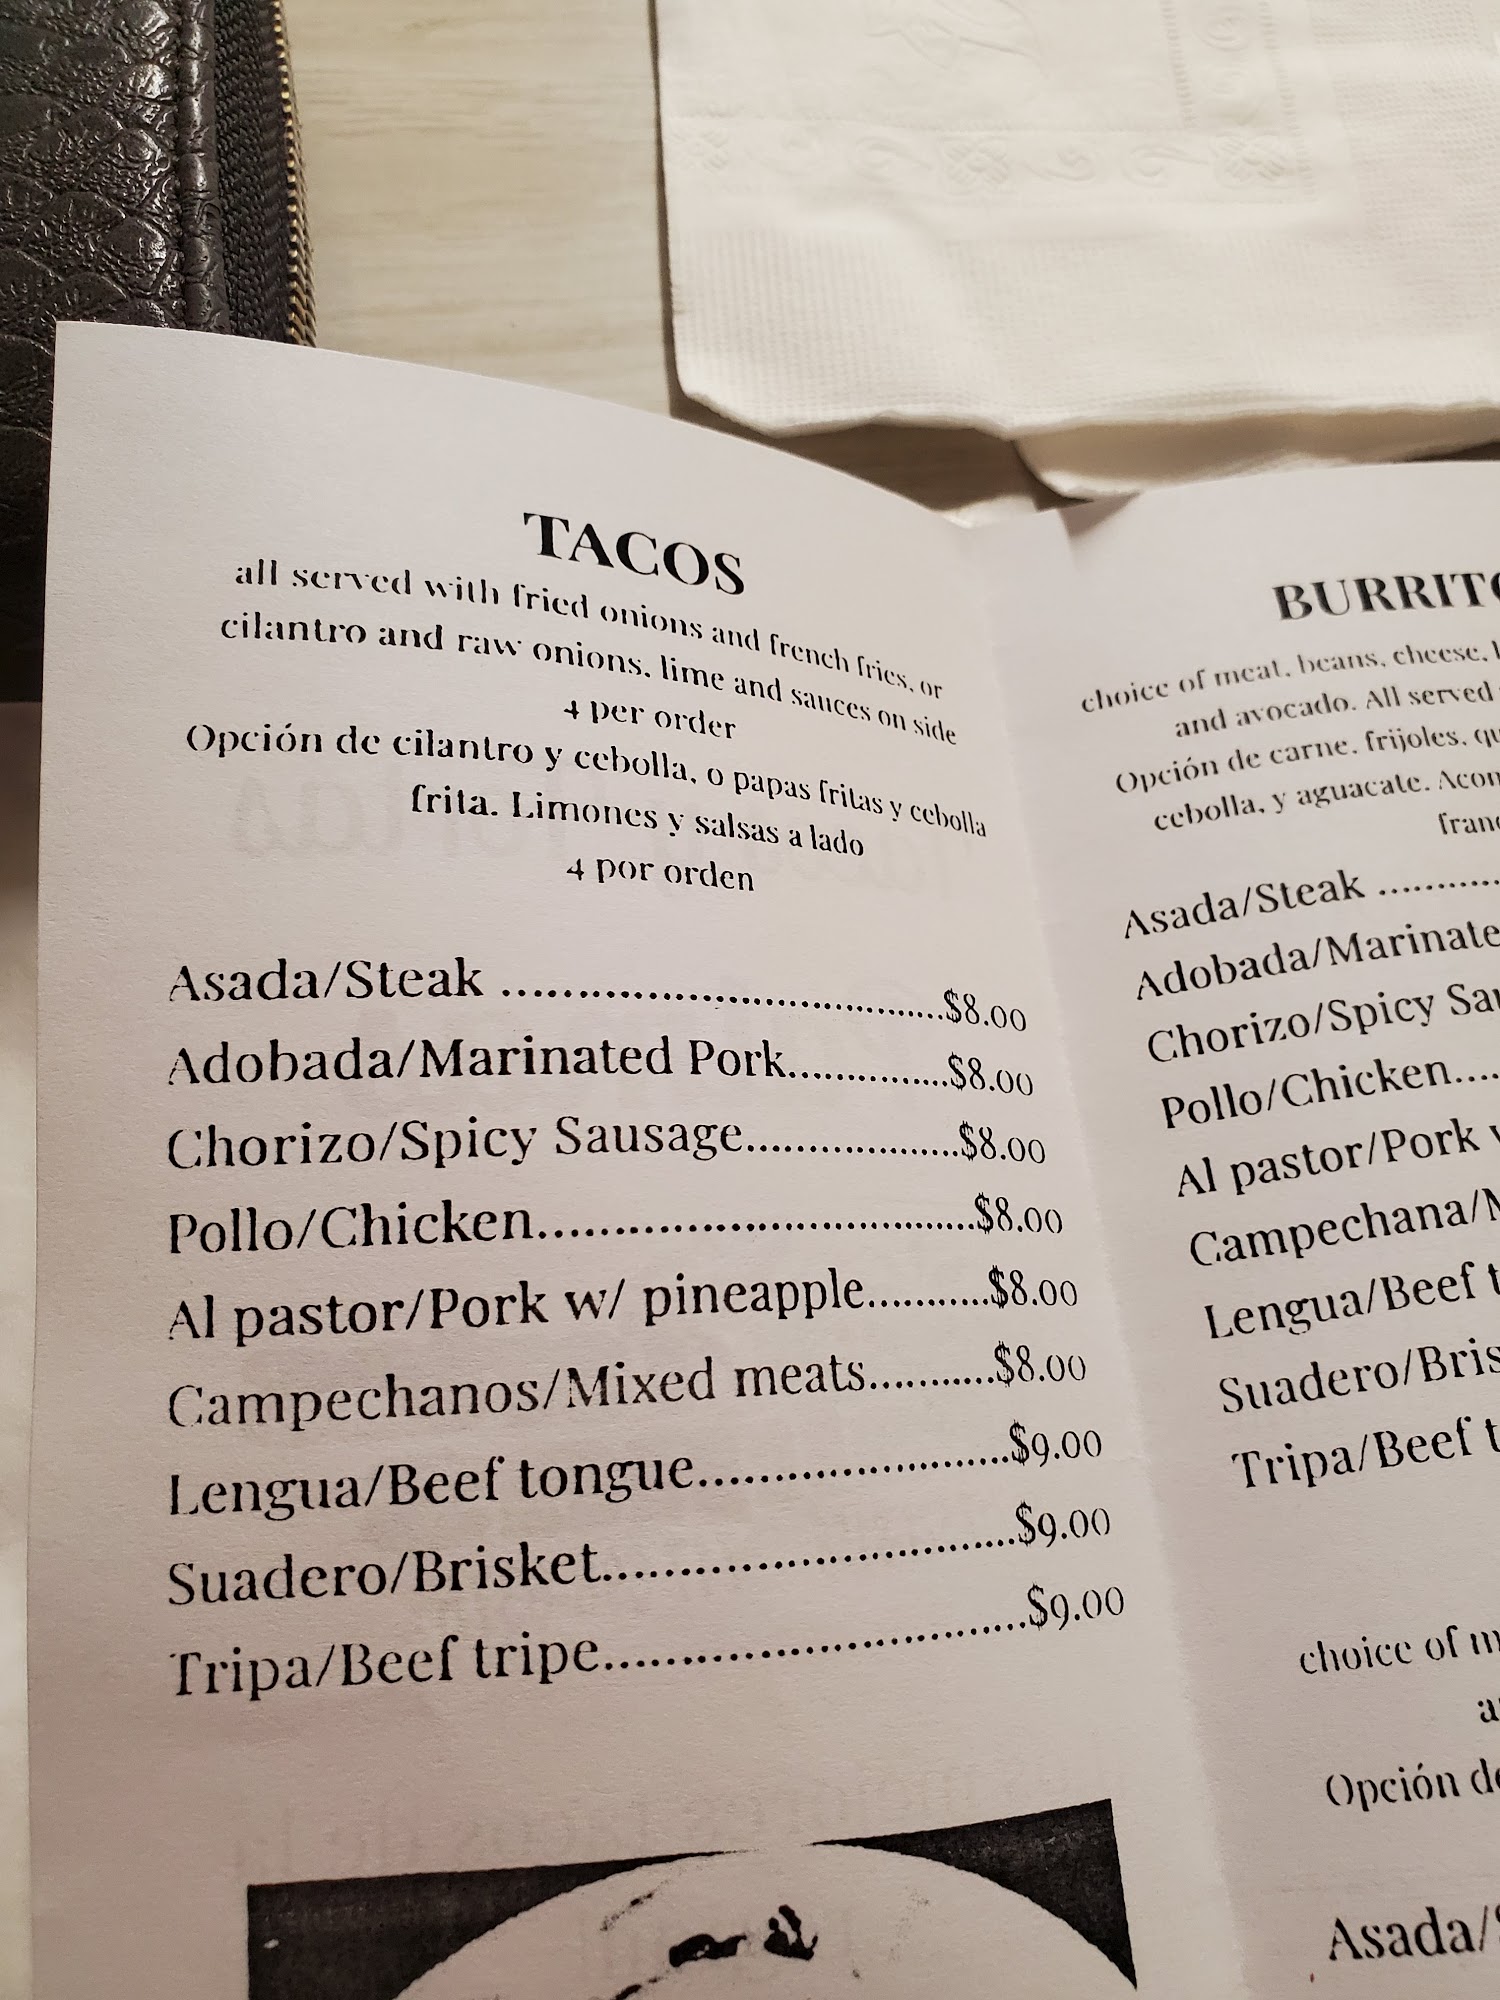 TACOS
all served with fried onions and french fries, or
cilantro and raw onions, lime and sauces on side
4 per order
Opción de cilantro y cebolla, o papas fritas y cebolla
frita. Limones y salsas a lado
4 por orden
Asada/Steak ........................................$8.00
Adobada/Marinated Pork...............$8.00
Chorizo/Spicy Sausage...................$8.00
Pollo/Chicken.......................................$8.00
Al pastor/Pork w/ pineapple...........$8.00
Campechanos/Mixed meats...........$8.00
Lengua/Beef tongue..........................$9.00
Suadero/Brisket...................................$9.00
Tripa/Beef tripe...................................$9.00
BURRITO
choice of meat, beans, cheese,
and avocado. All served
Opción de carne, frijoles,
cebolla, y aguacate.
Asada/Steak ...........
Adobada/
Chorizo/Spicy
Pollo/Chicken....
Al pastor/Pork
Campechana/
Lengua/Beef
Suadero/
Tripa/Beef
choice of
Opción
Asada/